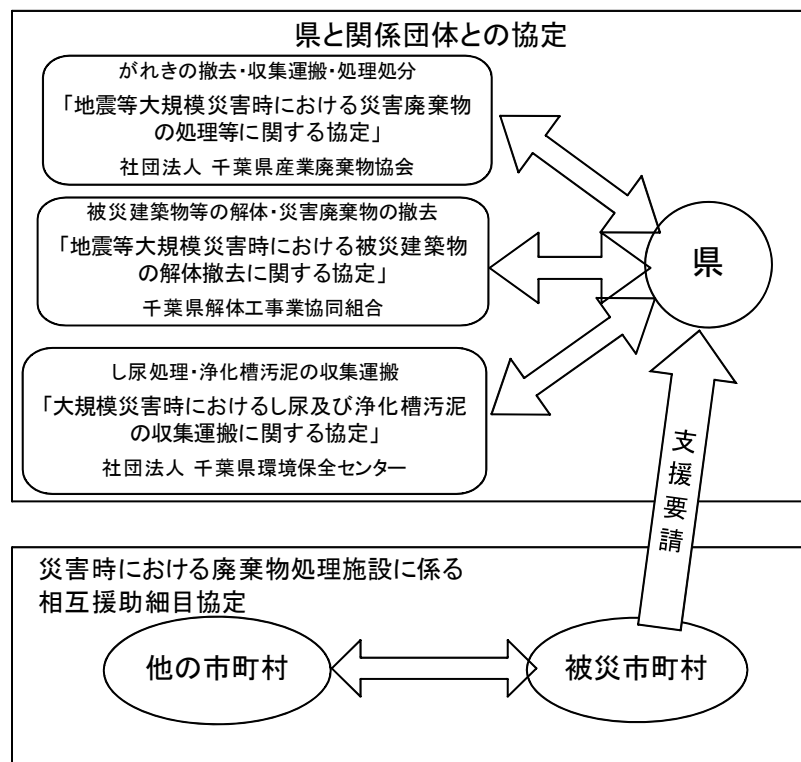 県と関係団体との協定
がれきの撤去・収集運搬・処理処分
「地震等大規模災害時における災害廃棄物
の処理等に関する協定」
社団法人 千葉県産業廃棄物協会
被災建築物等の解体・災害廃棄物の撤去
「地震等大規模災害時における被災建築物
の解体撤去に関する協定」
千葉県解体工事業協同組合
し尿処理・浄化槽汚泥の収集運搬
「大規模災害時におけるし尿及び浄化槽汚泥
の収集運搬に関する協定」
社団法人 千葉県環境保全センター
県
支援要請
災害時における廃棄物処理施設に係る
相互援助細目協定
他の市町村
被災市町村